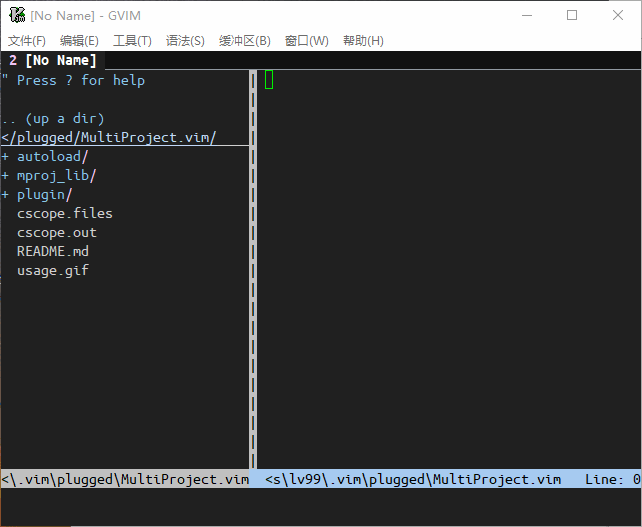 [No Name] - GVIM
文件(F) 编辑(E) 工具(T) 语法(S) 缓冲区(B) 窗口(W) 帮助(H)
2 [No Name]
" Press ? for help
.. (up a dir)
</plugged/MultiProject.vim/
+ autoload/
+ mproj_lib/
+ plugin/
cscope.files
cscope.out
README.md
usage.gif
<\.vim\plugged\MultiProject.vim <s\lv99\.vim\plugged\MultiProject.vim Line: 0